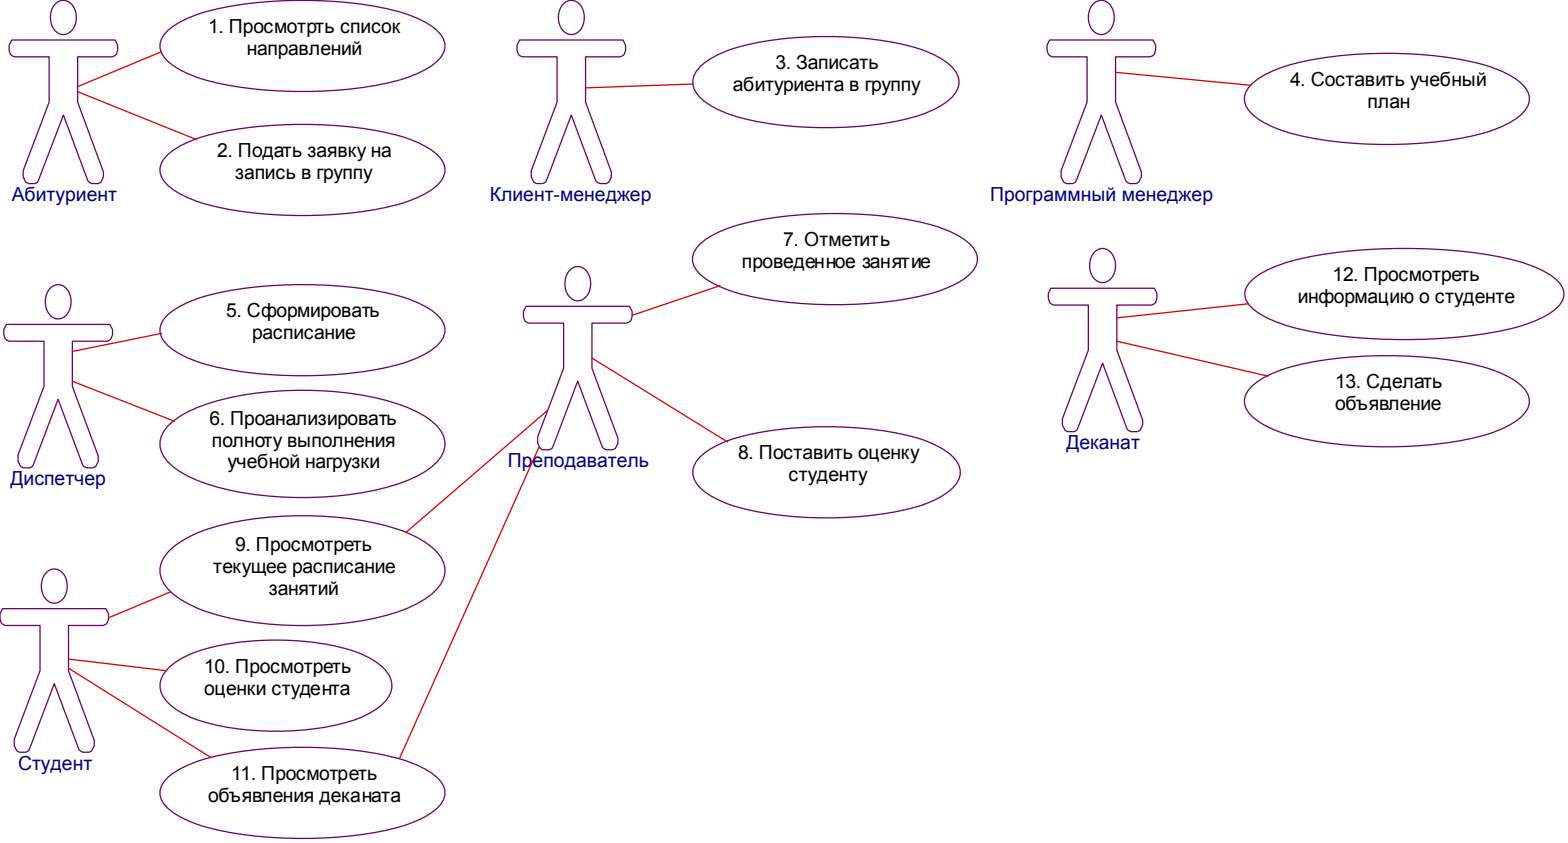 1. Просмотрть список
направлений
2. Подать заявку на
запись в группу
Абитуриент
3. Записать
абитуриента в группу
Клиент-менеджер
4. Составить учебный
план
Программный менеджер
5. Сформировать
расписание
6. Проанализировать
полноту выполнения
учебной нагрузки
Диспетчер
7. Отметить
проведенное занятие
8. Поставить оценку
студенту
Преподаватель
12. Просмотреть
информацию о студенте
13. Сделать
объявление
Деканат
9. Просмотреть
текущее расписание
занятий
10. Просмотреть
оценки студента
11. Просмотреть
объявления деканата
Студент